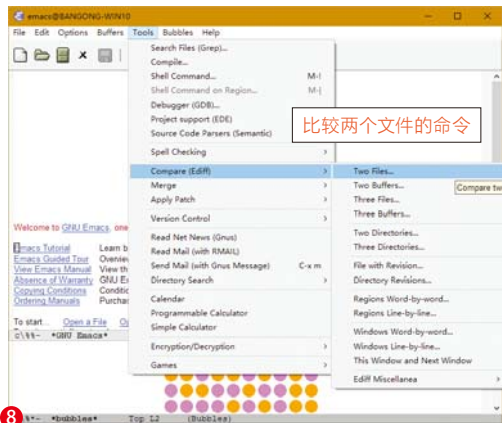 emacs@BANGONG-WIN10
File Edit Options Buffers Tools Bubbles Help
Search Files (Grep)...
Compile...
Shell Command... M-!
Shell Command on Region... M-|
Debugger (GDB)...
Project support (EDE)
Source Code Parsers (Semantic)
比较两个文件的命令
Spell Checking
Compare (Ediff)
Merge
Apply Patch
Version Control
Read Net News (Gnus)
Read Mail (with RMAIL)
Send Mail (with Gnus Message) C-x m
Directory Search
Calendar
Programmable Calculator
Simple Calculator
Encryption/Decryption
Games
Two Files...
Two Buffers...
Compare tw
Three Files...
Three Buffers...
Two Directories...
Three Directories...
File with Revision...
Directory Revisions...
Regions Word-by-word...
Regions Line-by-line...
Windows Word-by-word...
Windows Line-by-line...
This Window and Next Window
Ediff Miscellanea
Welcome to GNU Emacs, one
Emacs Tutorial Learn b
Emacs Guided Tour Overvie
View Emacs Manual View th
Absence of Warranty GNU E
Copying Conditions Conditio
Ordering Manuals Purchas
To start... Open a File
c\%%- *GNU Emacs*
8
%*- *bubbles* Top L2 (Bubbles)